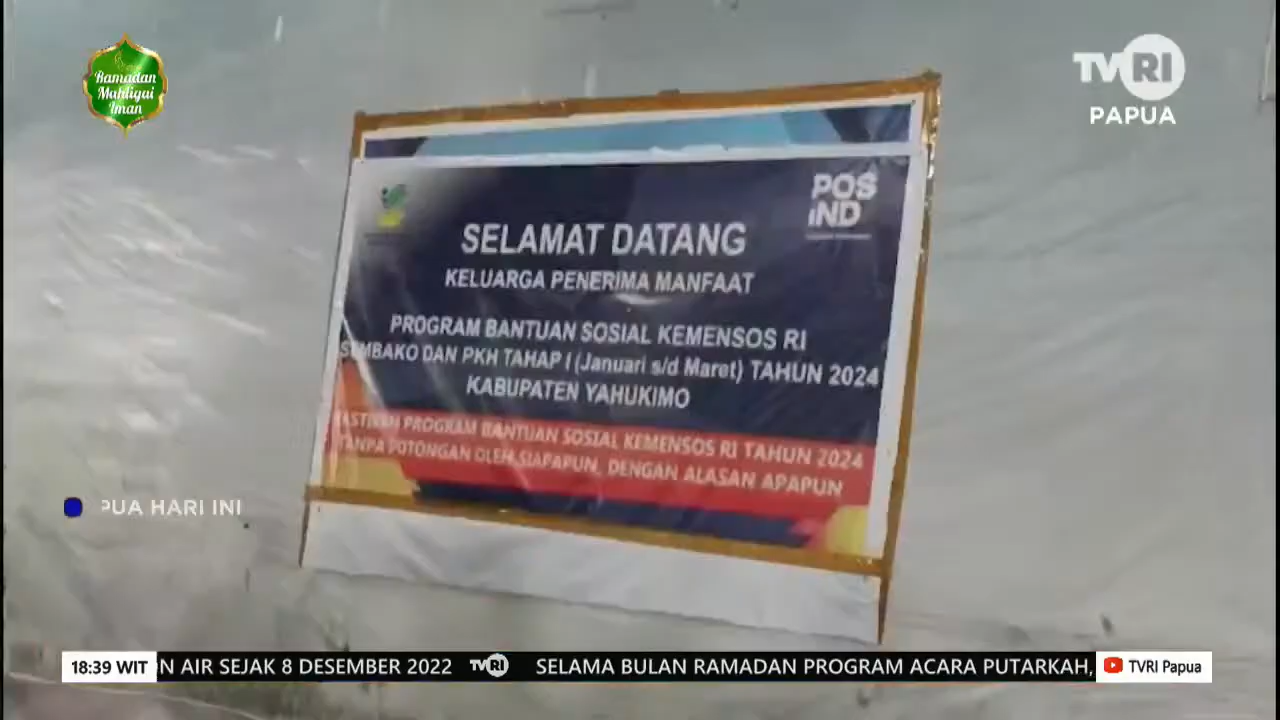 Ramadan
Mahligai
Iman
TVRI
PAPUA
POS
IND
SELAMAT DATANG
KELUARGA PENERIMA MANFAAT
PROGRAM BANTUAN SOSIAL KEMENSOS RI
SEMBAKO DAN PKH TAHAP I (Januari s/d Maret) TAHUN 2024
KABUPATEN YAHUKIMO
PROGRAM BANTUAN SOSIAL KEMENSOS RI TAHUN 2024
TANPA POTONGAN OLEH SIAPAPUN, DENGAN ALASAN APAPUN
PUA HARI INI
18:39 WIT N AIR SEJAK 8 DESEMBER 2022 TVRI SELAMA BULAN RAMADAN PROGRAM ACARA PUTARKAH, TVRI Papua